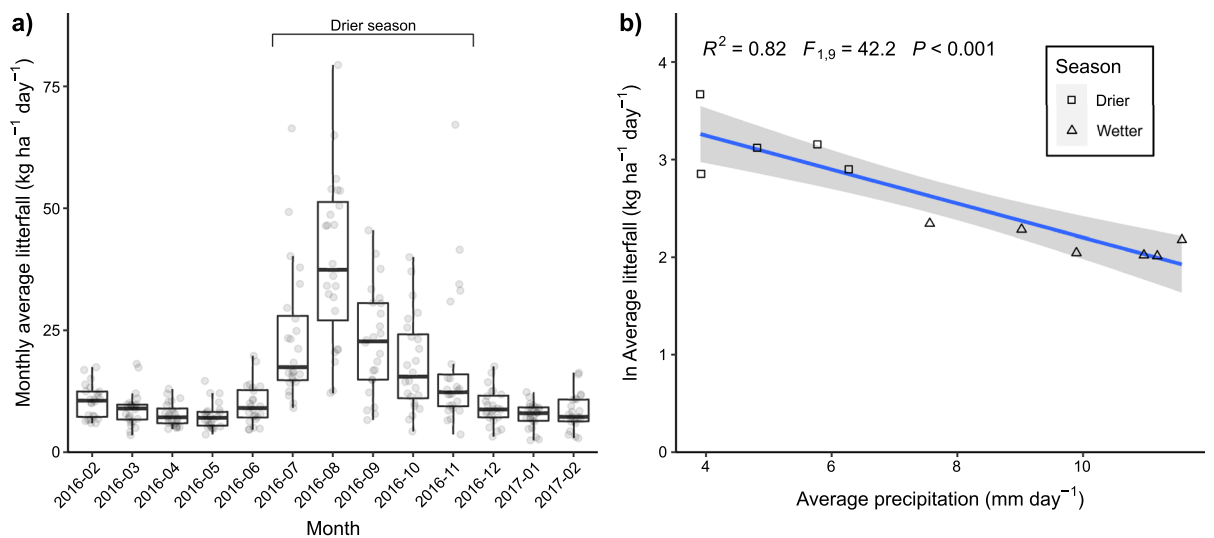 a)
Drier season
Monthly average litterfall (kg ha⁻¹ day⁻¹)
75
50
25
0
2016-02
2016-03
2016-04
2016-05
2016-06
2016-07
2016-08
2016-09
2016-10
2016-11
2016-12
2017-01
2017-02
Month
b)
R² = 0.82 F₁,₉ = 42.2 P < 0.001
Season
Drier
Wetter
ln Average litterfall (kg ha⁻¹ day⁻¹)
4
3
2
1
0
4 6 8 10
Average precipitation (mm day⁻¹)